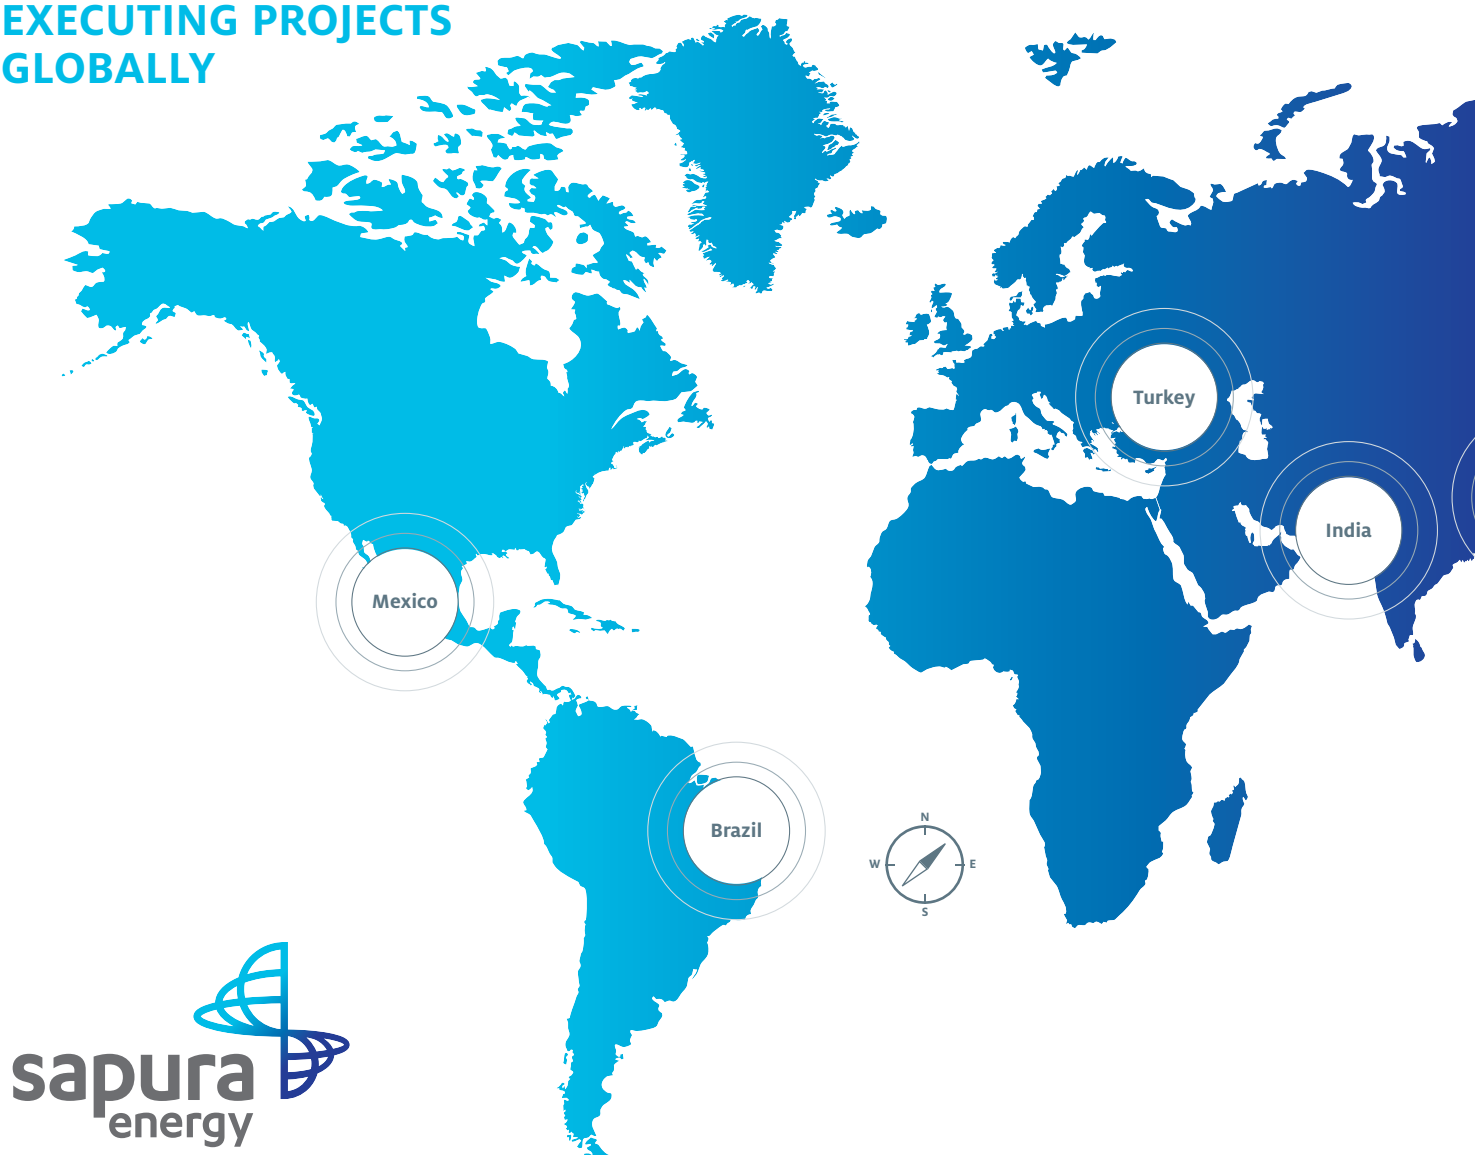 EXECUTING PROJECTS
GLOBALLY
Turkey
India
Mexico
Brazil
N
W
E
S
sapura
energy